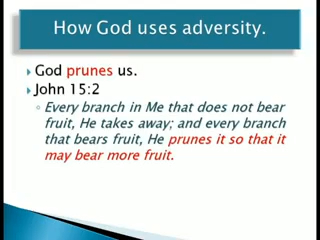 How God uses adversity.
God prunes us.
John 15:2
Every branch in Me that does not bear
fruit, He takes away; and every branch
that bears fruit, He prunes it so that it
may bear more fruit.